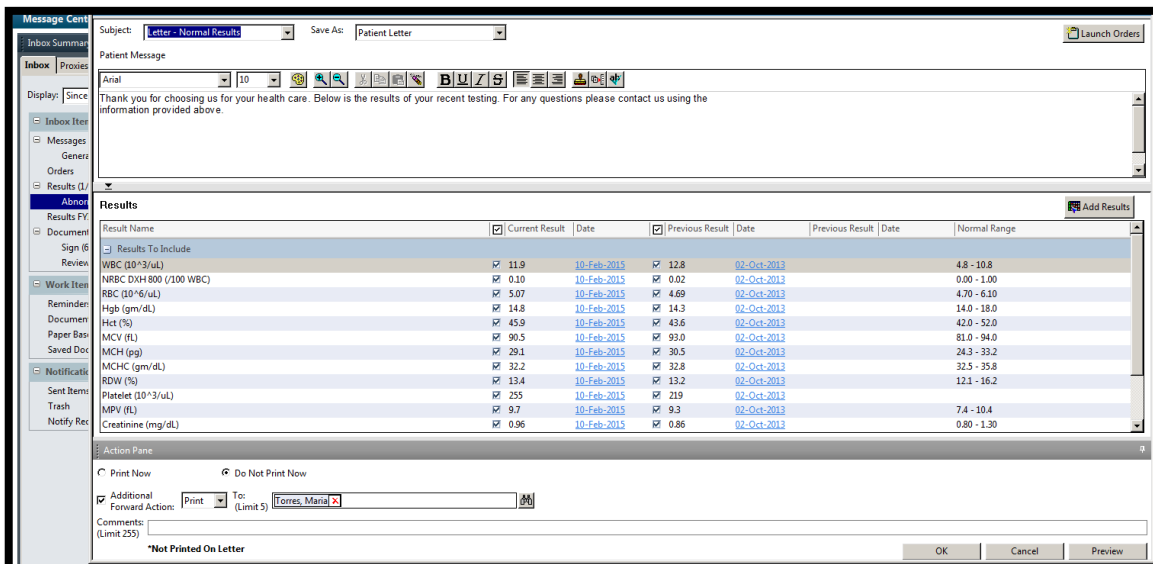 Message Cent
Subject: Letter - Normal Results Save As: Patient Letter Launch Orders
Inbox Summar
Patient Message
Inbox Proxies
Arial 10 B U I S
Display: Since
Thank you for choosing us for your health care. Below is the results of your recent testing. For any questions please contact us using the
information provided above.
Inbox Iter
Messages
Genera
Orders
Results (1/
Abnor
Results FY
Document
Sign (6
Review
Work Iten
Reminders
Documen
Paper Base
Saved Doc
Notificatio
Sent Items
Trash
Notify Rec
Results Add Results
Result Name Current Result Date Previous Result Date Previous Result Date Normal Range
Results To Include
WBC (10^3/uL) 11.9 10-Feb-2015 12.8 02-Oct-2013 4.8 - 10.8
NRBC DXH 800 (/100 WBC) 0.10 10-Feb-2015 0.02 02-Oct-2013 0.00 - 1.00
RBC (10^6/uL) 5.07 10-Feb-2015 4.69 02-Oct-2013 4.70 - 6.10
Hgb (gm/dL) 14.8 10-Feb-2015 14.3 02-Oct-2013 14.0 - 18.0
Hct (%) 45.9 10-Feb-2015 43.6 02-Oct-2013 42.0 - 52.0
MCV (fL) 90.5 10-Feb-2015 93.0 02-Oct-2013 81.0 - 94.0
MCH (pg) 29.1 10-Feb-2015 30.5 02-Oct-2013 24.3 - 33.2
MCHC (gm/dL) 32.2 10-Feb-2015 32.8 02-Oct-2013 32.5 - 35.8
RDW (%) 13.4 10-Feb-2015 13.2 02-Oct-2013 12.1 - 16.2
Platelet (10^3/uL) 255 10-Feb-2015 219 02-Oct-2013
MPV (fL) 9.7 10-Feb-2015 9.3 02-Oct-2013 7.4 - 10.4
Creatinine (mg/dL) 0.96 10-Feb-2015 0.86 02-Oct-2013 0.80 - 1.30
Action Pane
Print Now Do Not Print Now
Additional Forward Action: Print To: (Limit 5) Torres, Maria
Comments:
(Limit 255)
*Not Printed On Letter OK Cancel Preview